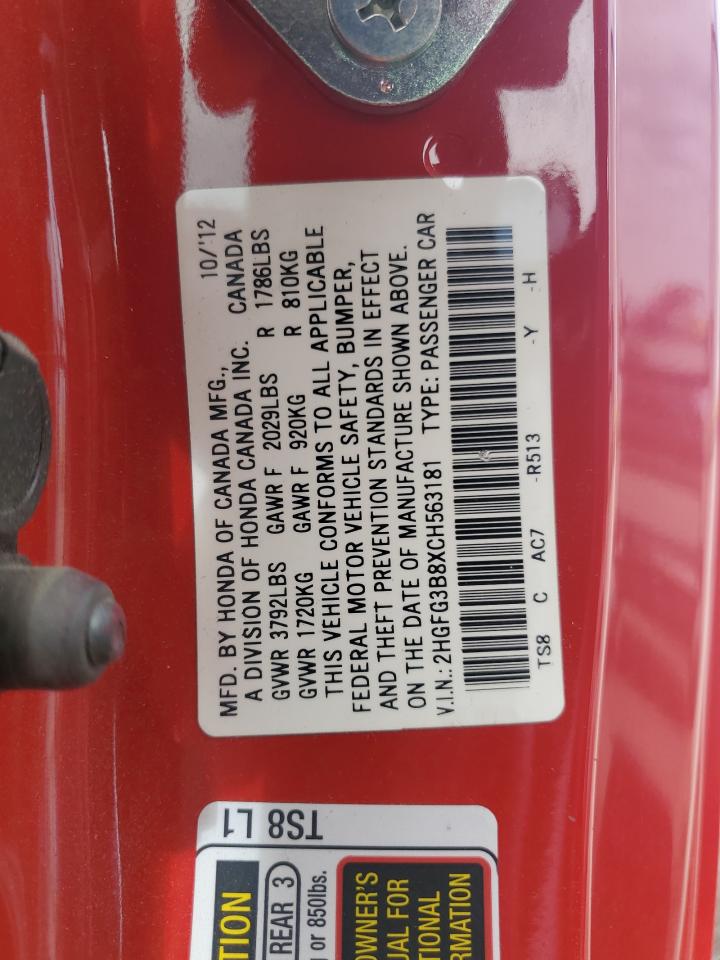 MFD. BY HONDA OF CANADA MFG., 10/'12
A DIVISION OF HONDA CANADA INC. CANADA
GVWR 3792LBS GAWR F 2029LBS R 1786LBS
GVWR 1720KG GAWR F 920KG R 810KG
THIS VEHICLE CONFORMS TO ALL APPLICABLE
FEDERAL MOTOR VEHICLE SAFETY, BUMPER,
AND THEFT PREVENTION STANDARDS IN EFFECT
ON THE DATE OF MANUFACTURE SHOWN ABOVE.
V.I.N.: 2HGFG3B8XCH563181 TYPE: PASSENGER CAR
TS8 C AC7 -R513 -Y -H
TS8 L1
TION
REAR 3
or 850lbs.
OWNER'S
UAL FOR
TIONAL
RMATION